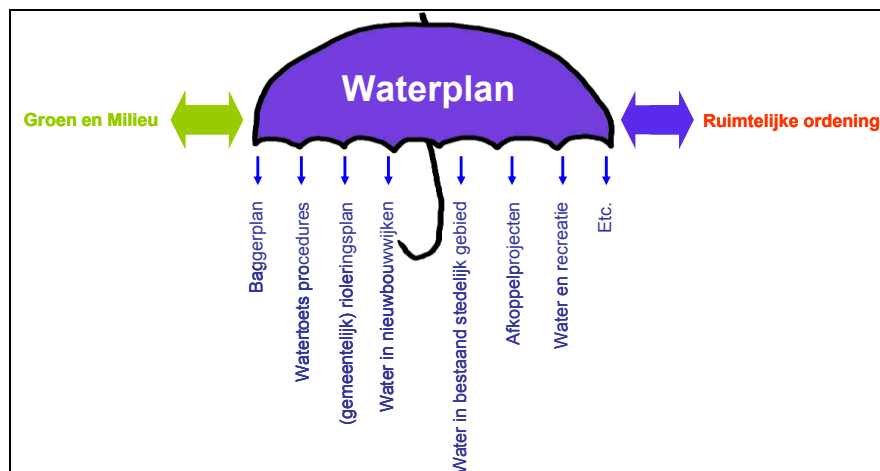 Waterplan
Groen en Milieu
Ruimtelijke ordening
Baggerplan
Watertoets procedures
(gemeentelijk) rioleringsplan
Water in nieuwbouwwijken
Water in bestaand stedelijk gebied
Afkoppelprojecten
Water en recreatie
Etc.